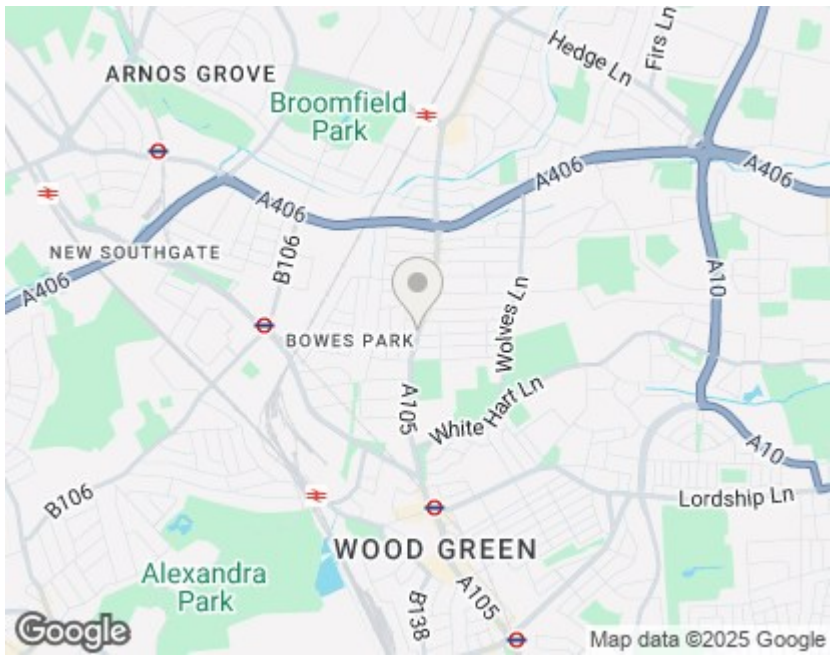 Hedge Ln
Firs Ln
ARNOS GROVE
Broomfield
Park
A406
A406
A406
NEW SOUTHGATE
B106
A406
A10
BOWES PARK
Wolves Ln
A105
White Hart Ln
A10
B106
Lordship Ln
WOOD GREEN
Alexandra
Park
B138
A105
Google
Map data ©2025 Google